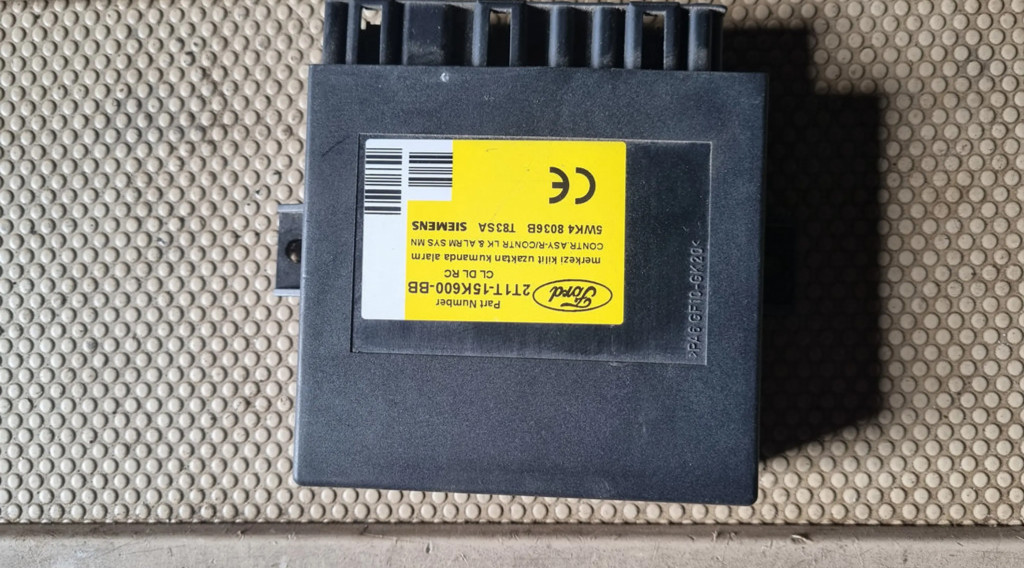 Ford
Part Number
2T1T-15K600-BB
CL DL RC
merkezi kilit uzaktan kumanda alarm
CONTR.ASY-R/CONTR LK & ALRM SYS MN
5WK4 8036B T83SA SIEMENS
CE
>PA6 GF10-GK20<